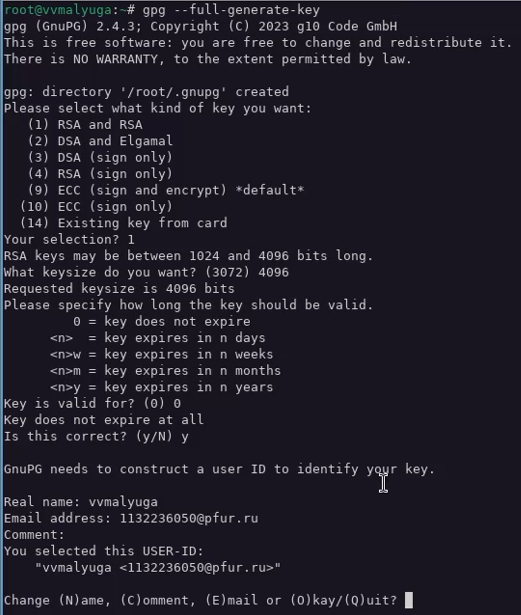 root@vvmalyuga:~# gpg --full-generate-key
gpg (GnuPG) 2.4.3; Copyright (C) 2023 g10 Code GmbH
This is free software: you are free to change and redistribute it.
There is NO WARRANTY, to the extent permitted by law.

gpg: directory '/root/.gnupg' created
Please select what kind of key you want:
   (1) RSA and RSA
   (2) DSA and Elgamal
   (3) DSA (sign only)
   (4) RSA (sign only)
   (9) ECC (sign and encrypt) *default*
  (10) ECC (sign only)
  (14) Existing key from card
Your selection? 1
RSA keys may be between 1024 and 4096 bits long.
What keysize do you want? (3072) 4096
Requested keysize is 4096 bits
Please specify how long the key should be valid.
         0 = key does not expire
      <n>  = key expires in n days
      <n>w = key expires in n weeks
      <n>m = key expires in n months
      <n>y = key expires in n years
Key is valid for? (0) 0
Key does not expire at all
Is this correct? (y/N) y

GnuPG needs to construct a user ID to identify your key.

Real name: vvmalyuga
Email address: 1132236050@pfur.ru
Comment:
You selected this USER-ID:
    "vvmalyuga <1132236050@pfur.ru>"

Change (N)ame, (C)omment, (E)mail or (O)kay/(Q)uit?